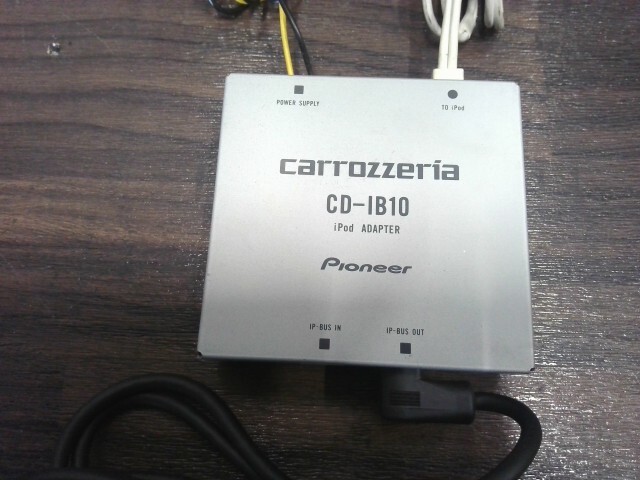 POWER SUPPLY
TO iPod
carrozzeria
CD-IB10
iPod ADAPTER
Pioneer
IP-BUS IN
IP-BUS OUT